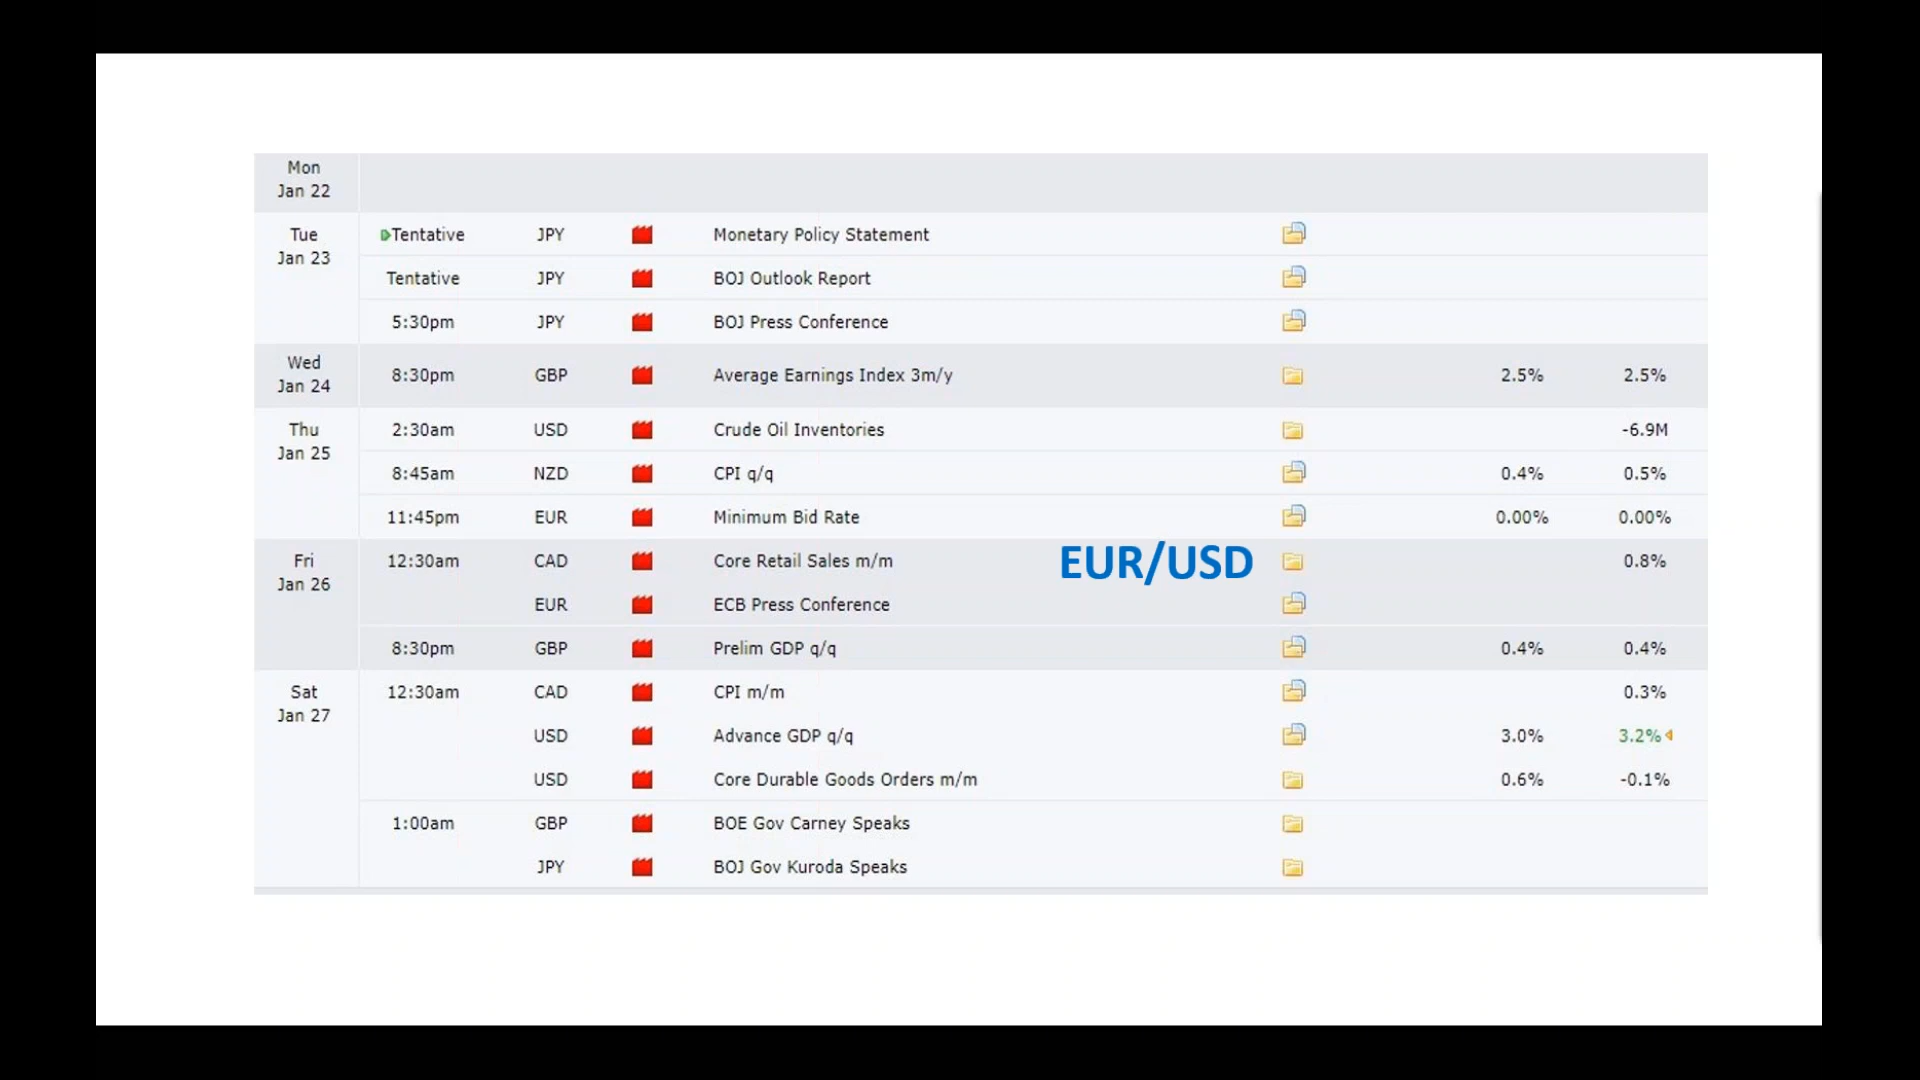 Mon
Jan 22
Tue
Jan 23
Tentative JPY Monetary Policy Statement
Tentative JPY BOJ Outlook Report
5:30pm JPY BOJ Press Conference
Wed
Jan 24
8:30pm GBP Average Earnings Index 3m/y 2.5% 2.5%
Thu
Jan 25
2:30am USD Crude Oil Inventories -6.9M
8:45am NZD CPI q/q 0.4% 0.5%
11:45pm EUR Minimum Bid Rate 0.00% 0.00%
Fri
Jan 26
12:30am CAD Core Retail Sales m/m EUR/USD 0.8%
EUR ECB Press Conference
8:30pm GBP Prelim GDP q/q 0.4% 0.4%
Sat
Jan 27
12:30am CAD CPI m/m 0.3%
USD Advance GDP q/q 3.0% 3.2%
USD Core Durable Goods Orders m/m 0.6% -0.1%
1:00am GBP BOE Gov Carney Speaks
JPY BOJ Gov Kuroda Speaks